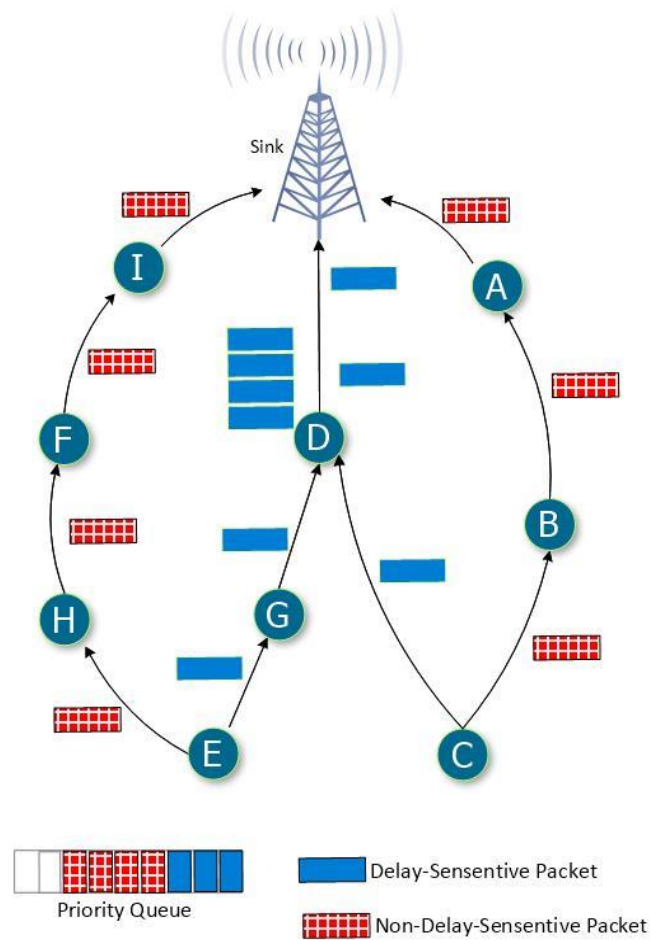 Sink
I
A
F
D
B
H
G
E
C
Delay-Sensentive Packet
Priority Queue
Non-Delay-Sensentive Packet